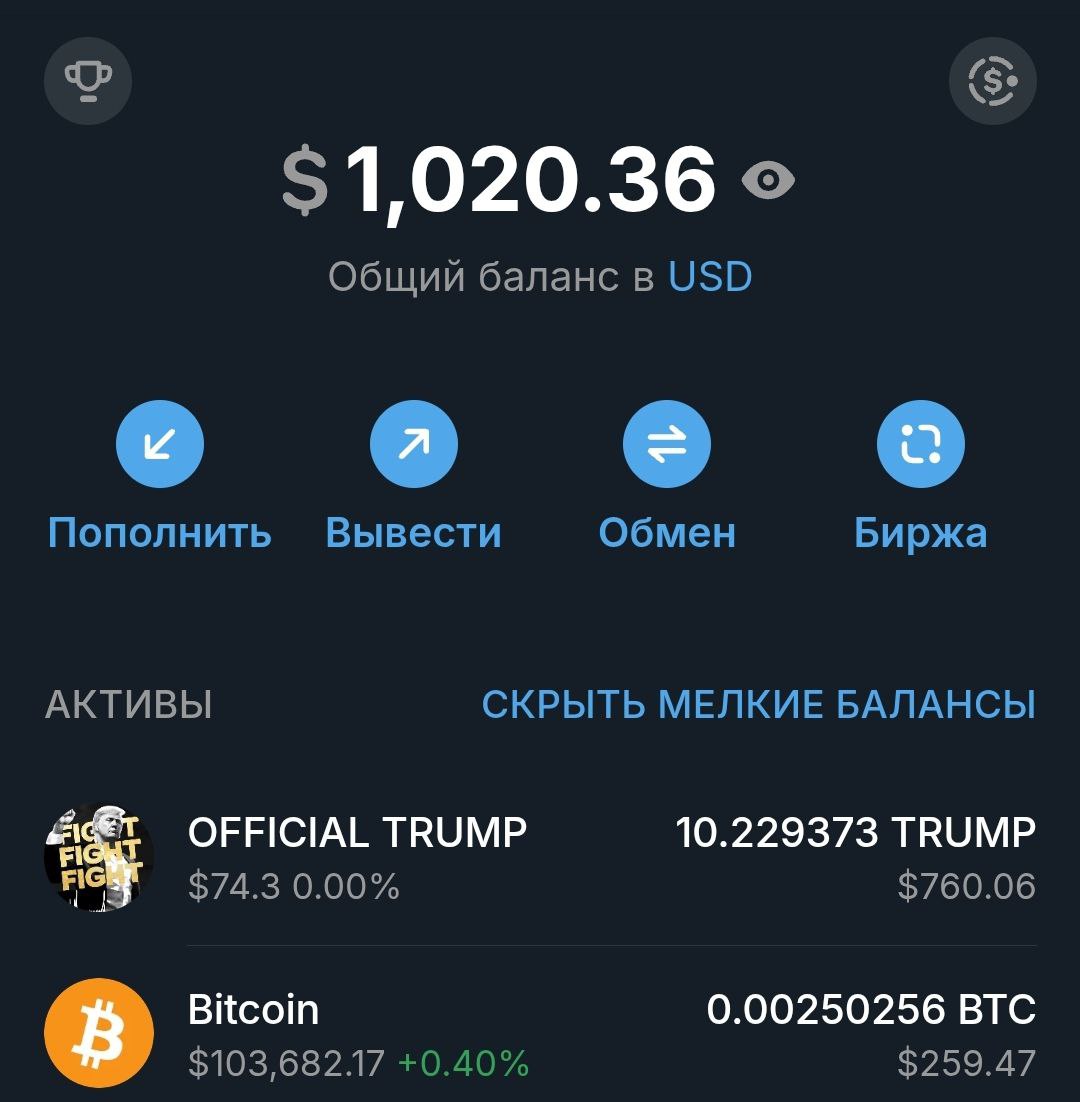 $ 1,020.36
Общий баланс в USD
Пополнить Вывести Обмен Биржа
АКТИВЫ СКРЫТЬ МЕЛКИЕ БАЛАНСЫ
FIGHT
FIGHT
FIGHT
OFFICIAL TRUMP 10.229373 TRUMP
$74.3 0.00% $760.06
Bitcoin 0.00250256 BTC
$103,682.17 +0.40% $259.47